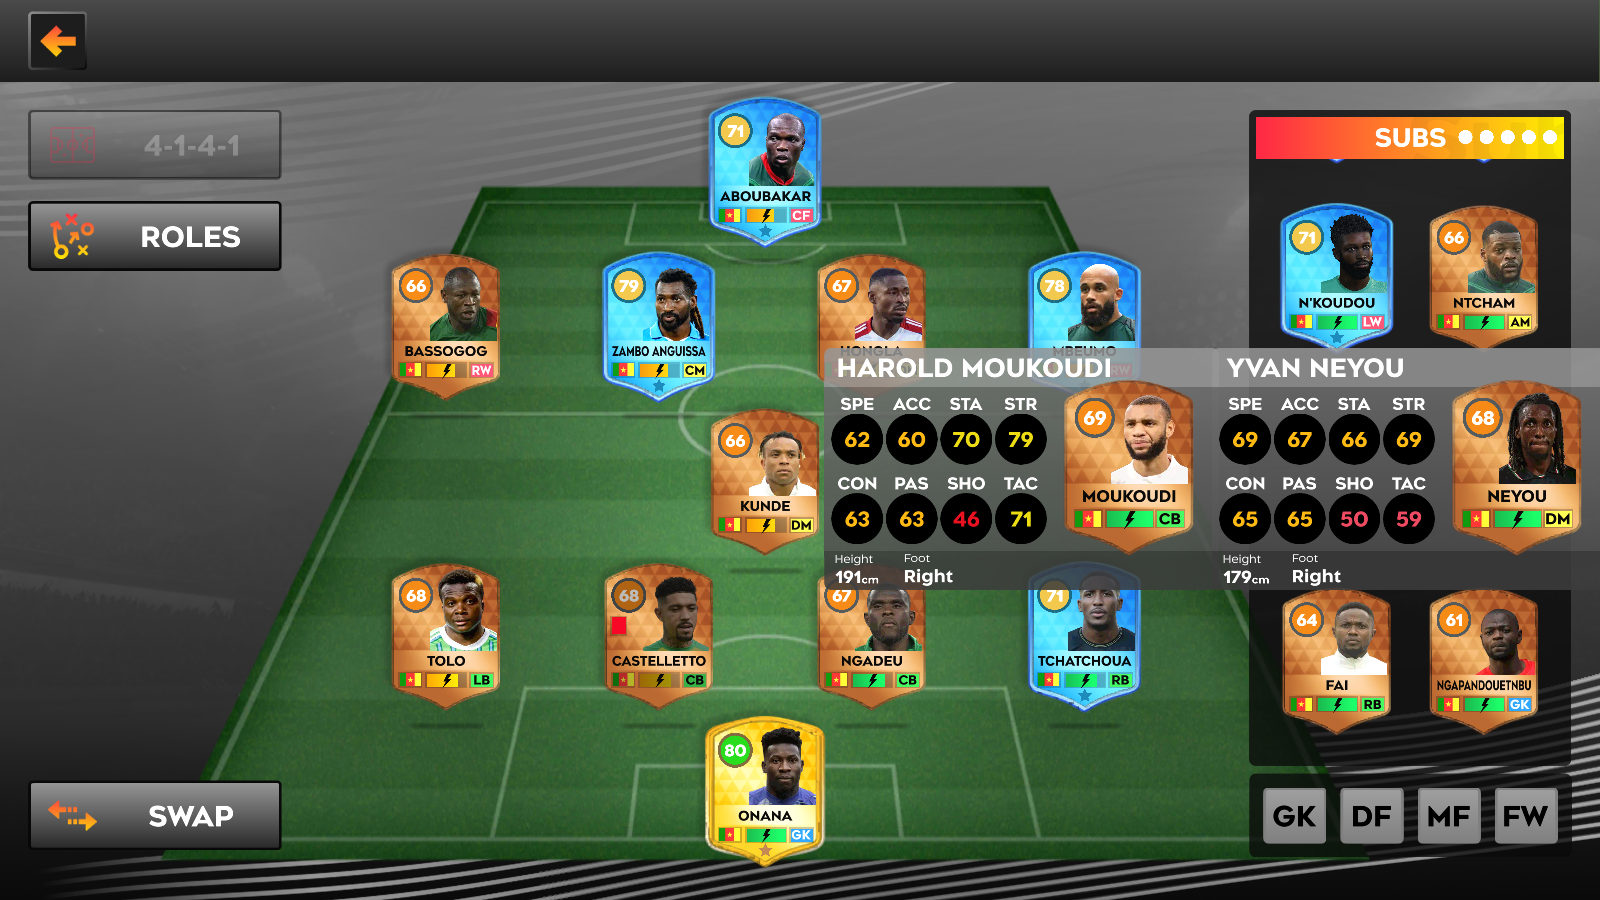 71
ABOUBAKAR
CF
4-1-4-1
ROLES
SUBS
66
BASSOGOG
RW
79
ZAMBO ANGUISSA
CM
67
HONGLA
78
MBEUMO
RW
71
N'KOUDOU
LW
66
NTCHAM
AM
66
KUNDE
DM
HAROLD MOUKOUDI
SPE ACC STA STR
62 60 70 79
CON PAS SHO TAC
63 63 46 71
Height Foot
191cm Right
69
MOUKOUDI
CB
YVAN NEYOU
SPE ACC STA STR
69 67 66 69
CON PAS SHO TAC
65 65 50 59
Height Foot
179cm Right
68
NEYOU
DM
68
TOLO
LB
68
CASTELLETTO
CB
67
NGADEU
CB
71
TCHATCHOUA
RB
64
FAI
RB
61
NGAPANDOUETNBU
GK
80
ONANA
GK
SWAP
GK DF MF FW